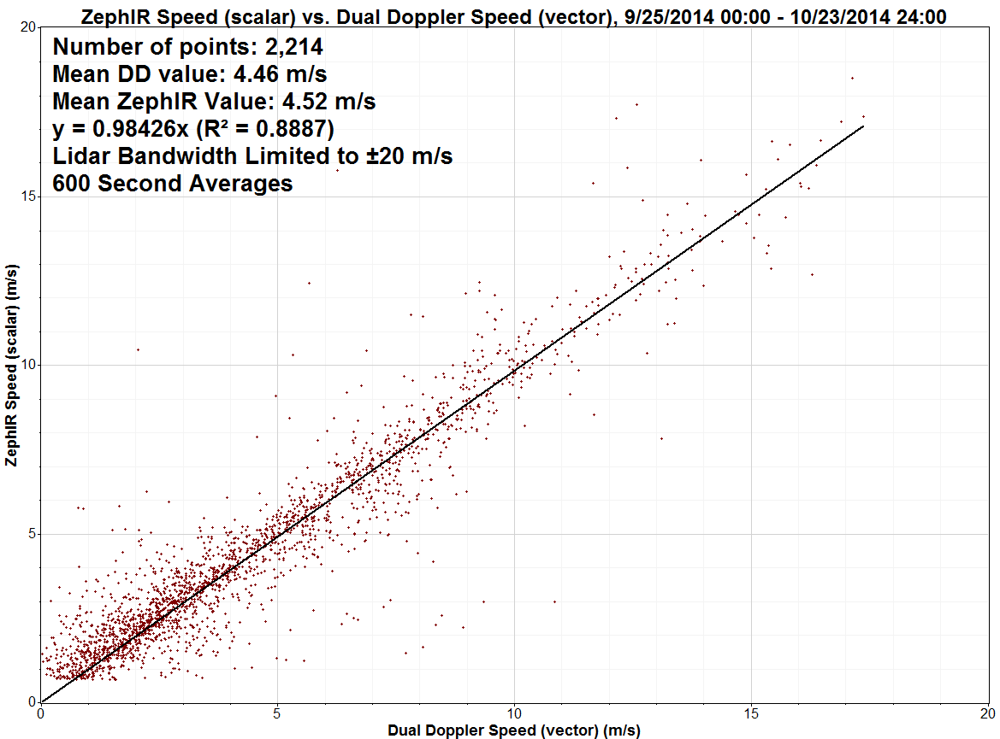 ZephIR Speed (scalar) vs. Dual Doppler Speed (vector), 9/25/2014 00:00 - 10/23/2014 24:00
Number of points: 2,214
Mean DD value: 4.46 m/s
Mean ZephIR Value: 4.52 m/s
y = 0.98426x (R² = 0.8887)
Lidar Bandwidth Limited to ±20 m/s
600 Second Averages
ZephIR Speed (scalar) (m/s)
20
15
10
5
0
0 5 10 15 20
Dual Doppler Speed (vector) (m/s)